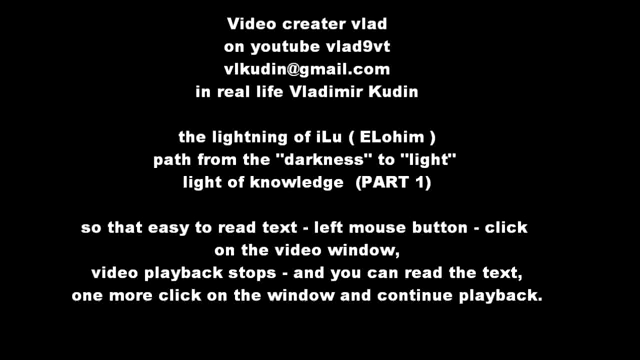 Video creater vlad
on youtube vlad9vt
vlkudin@gmail.com
in real life Vladimir Kudin
the lightning of iLu ( ELohim )
path from the "darkness" to "light"
light of knowledge (PART 1)
so that easy to read text - left mouse button - click
on the video window,
video playback stops - and you can read the text,
one more click on the window and continue playback.